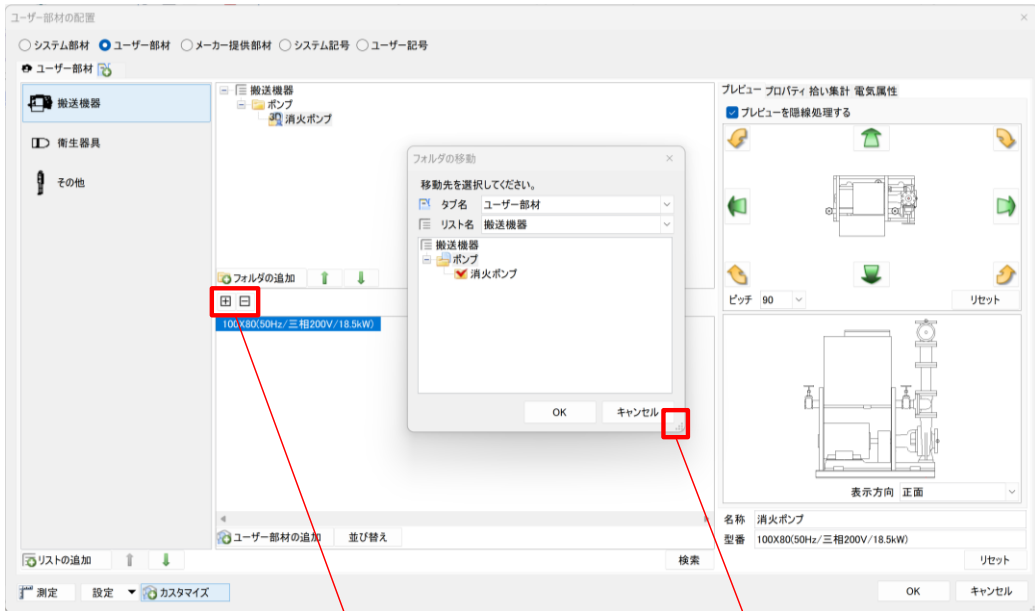 ユーザー部材の配置
システム部材 ユーザー部材 メーカー提供部材 システム記号 ユーザー記号
ユーザー部材
搬送機器
衛生器具
その他
搬送機器
ポンプ
消火ポンプ
フォルダの追加
100X80(50Hz/三相200V/18.5kW)
ユーザー部材の追加 並び替え
検索
リストの追加
フォルダの移動
移動先を選択してください。
タブ名 ユーザー部材
リスト名 搬送機器
搬送機器
ポンプ
消火ポンプ
OK キャンセル
プレビュー プロパティ 拾い集計 電気属性
プレビューを隠線処理する
ピッチ 90 リセット
表示方向 正面
名称 消火ポンプ
型番 100X80(50Hz/三相200V/18.5kW)
リセット
測定 設定 カスタマイズ
OK キャンセル